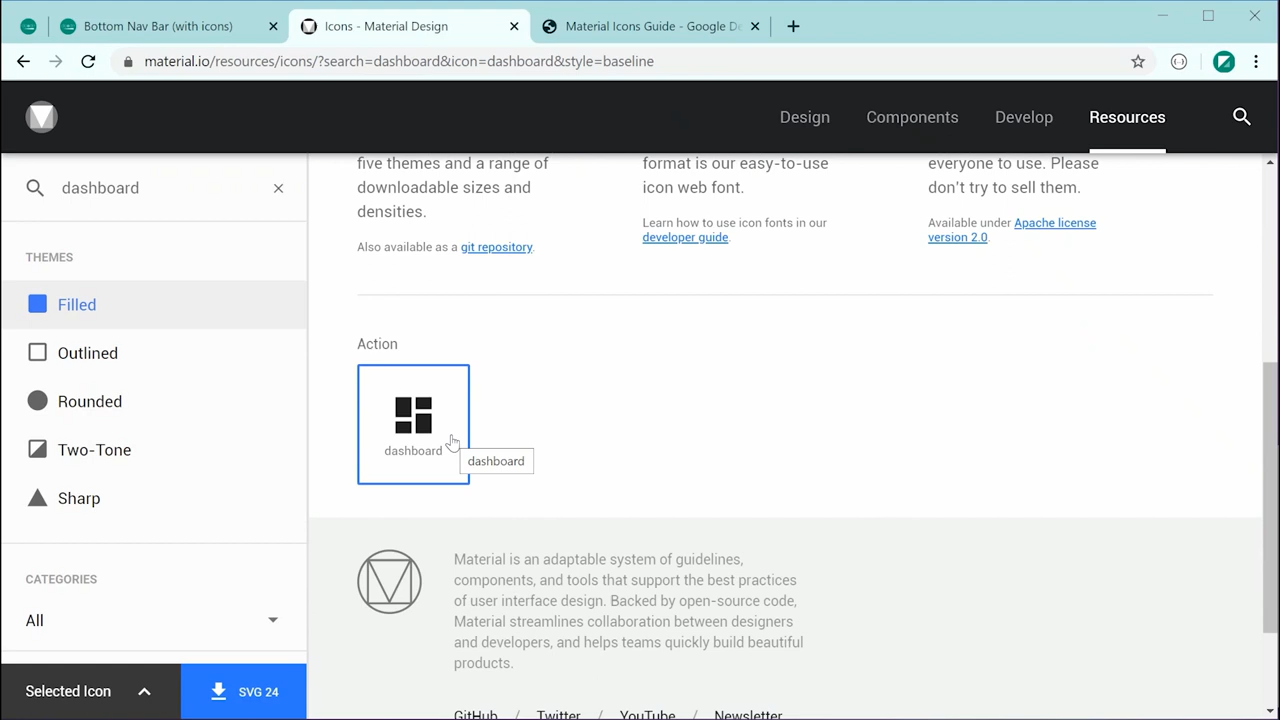 Bottom Nav Bar (with icons)
Icons - Material Design
Material Icons Guide - Google De
material.io/resources/icons/?search=dashboard&icon=dashboard&style=baseline
Design
Components
Develop
Resources
dashboard
THEMES
Filled
Outlined
Rounded
Two-Tone
Sharp
CATEGORIES
All
Selected Icon
SVG 24
five themes and a range of
downloadable sizes and
densities.
Also available as a git repository.
format is our easy-to-use
icon web font.
Learn how to use icon fonts in our
developer guide.
everyone to use. Please
don't try to sell them.
Available under Apache license
version 2.0.
Action
dashboard
dashboard
Material is an adaptable system of guidelines,
components, and tools that support the best practices
of user interface design. Backed by open-source code,
Material streamlines collaboration between designers
and developers, and helps teams quickly build beautiful
products.
GitHub / Twitter / YouTube / Newsletter